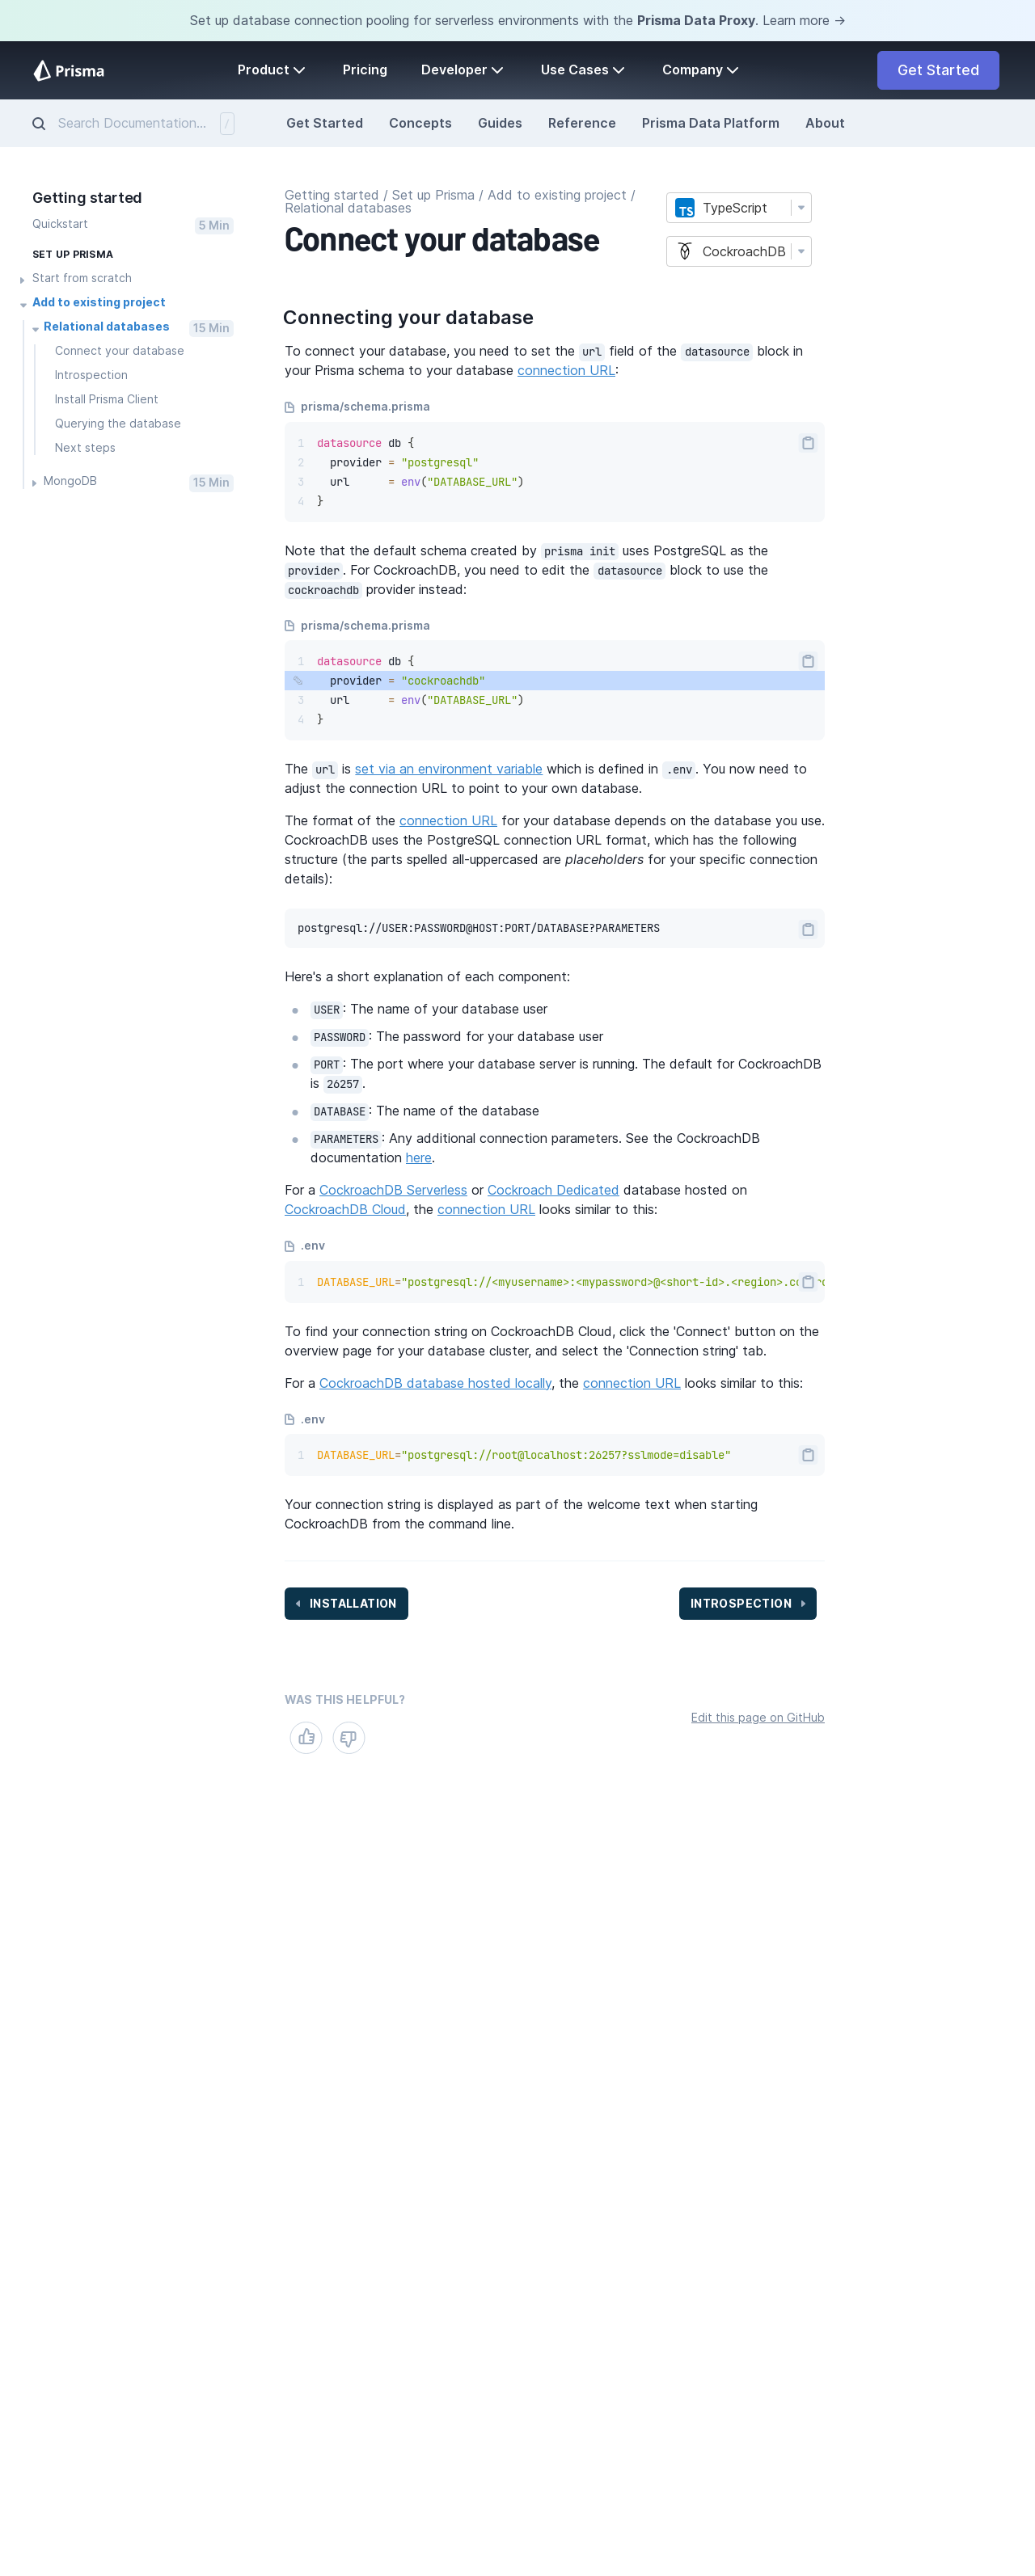 Set up database connection pooling for serverless environments with the Prisma Data Proxy. Learn more →
Prisma
Product
Pricing
Developer
Use Cases
Company
Get Started
Search Documentation...
/
Get Started
Concepts
Guides
Reference
Prisma Data Platform
About
Getting started
Quickstart
5 Min
SET UP PRISMA
Start from scratch
Add to existing project
Relational databases
15 Min
Connect your database
Introspection
Install Prisma Client
Querying the database
Next steps
MongoDB
15 Min
Getting started / Set up Prisma / Add to existing project /
Relational databases
Connect your database
TS TypeScript
CockroachDB
Connecting your database
To connect your database, you need to set the url field of the datasource block in
your Prisma schema to your database connection URL:
prisma/schema.prisma
1 datasource db {
2 provider = "postgresql"
3 url = env("DATABASE_URL")
4 }
Note that the default schema created by prisma init uses PostgreSQL as the
provider. For CockroachDB, you need to edit the datasource block to use the
cockroachdb provider instead:
prisma/schema.prisma
1 datasource db {
provider = "cockroachdb"
3 url = env("DATABASE_URL")
4 }
The url is set via an environment variable which is defined in .env. You now need to
adjust the connection URL to point to your own database.
The format of the connection URL for your database depends on the database you use.
CockroachDB uses the PostgreSQL connection URL format, which has the following
structure (the parts spelled all-uppercased are placeholders for your specific connection
details):
postgresql://USER:PASSWORD@HOST:PORT/DATABASE?PARAMETERS
Here's a short explanation of each component:
USER: The name of your database user
PASSWORD: The password for your database user
PORT: The port where your database server is running. The default for CockroachDB
is 26257.
DATABASE: The name of the database
PARAMETERS: Any additional connection parameters. See the CockroachDB
documentation here.
For a CockroachDB Serverless or Cockroach Dedicated database hosted on
CockroachDB Cloud, the connection URL looks similar to this:
.env
1 DATABASE_URL="postgresql://<myusername>:<mypassword>@<short-id>.<region>.
To find your connection string on CockroachDB Cloud, click the 'Connect' button on the
overview page for your database cluster, and select the 'Connection string' tab.
For a CockroachDB database hosted locally, the connection URL looks similar to this:
.env
1 DATABASE_URL="postgresql://root@localhost:26257?sslmode=disable"
Your connection string is displayed as part of the welcome text when starting
CockroachDB from the command line.
INSTALLATION
INTROSPECTION
WAS THIS HELPFUL?
Edit this page on GitHub